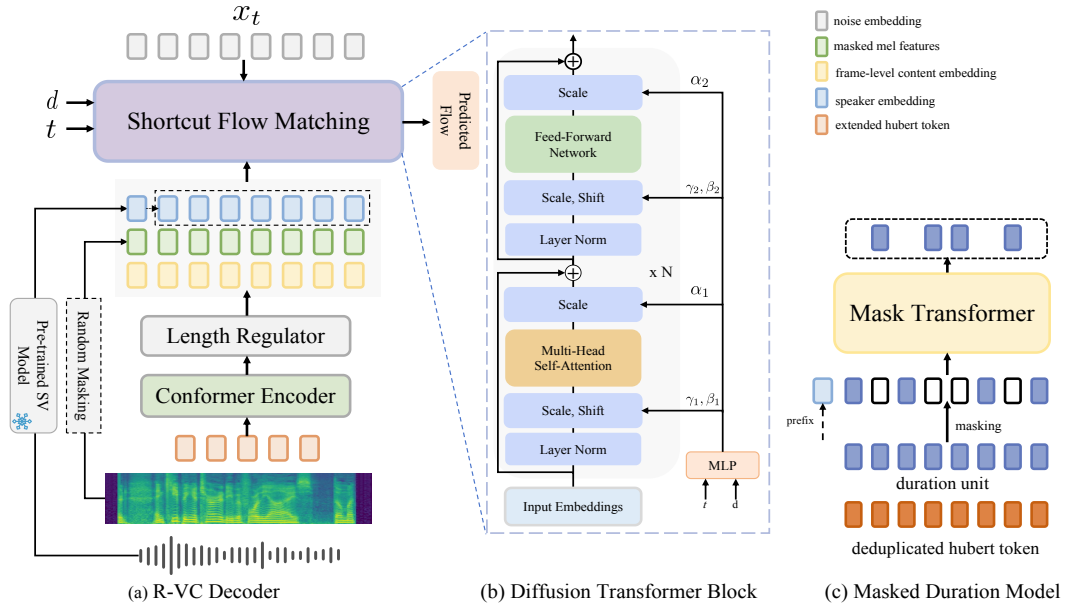 x_t
d
t
Shortcut Flow Matching
Predicted
Flow
Pre-trained SV
Model
Random Masking
Length Regulator
Conformer Encoder
(a) R-VC Decoder
Scale
α₂
Feed-Forward
Network
Scale, Shift
γ₂, β₂
Layer Norm
x N
Scale
α₁
Multi-Head
Self-Attention
Scale, Shift
γ₁, β₁
Layer Norm
MLP
Input Embeddings
t
d
(b) Diffusion Transformer Block
noise embedding
masked mel features
frame-level content embedding
speaker embedding
extended hubert token
Mask Transformer
prefix
masking
duration unit
deduplicated hubert token
(c) Masked Duration Model